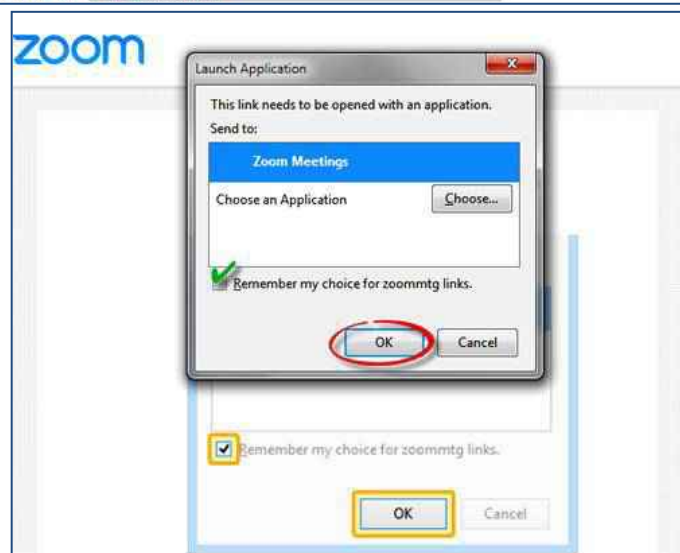 zoom
Launch Application
This link needs to be opened with an application.
Send to:
Zoom Meetings
Choose an Application
Choose...
Remember my choice for zoommtg links.
OK Cancel
Remember my choice for zoommtg links.
OK Cancel